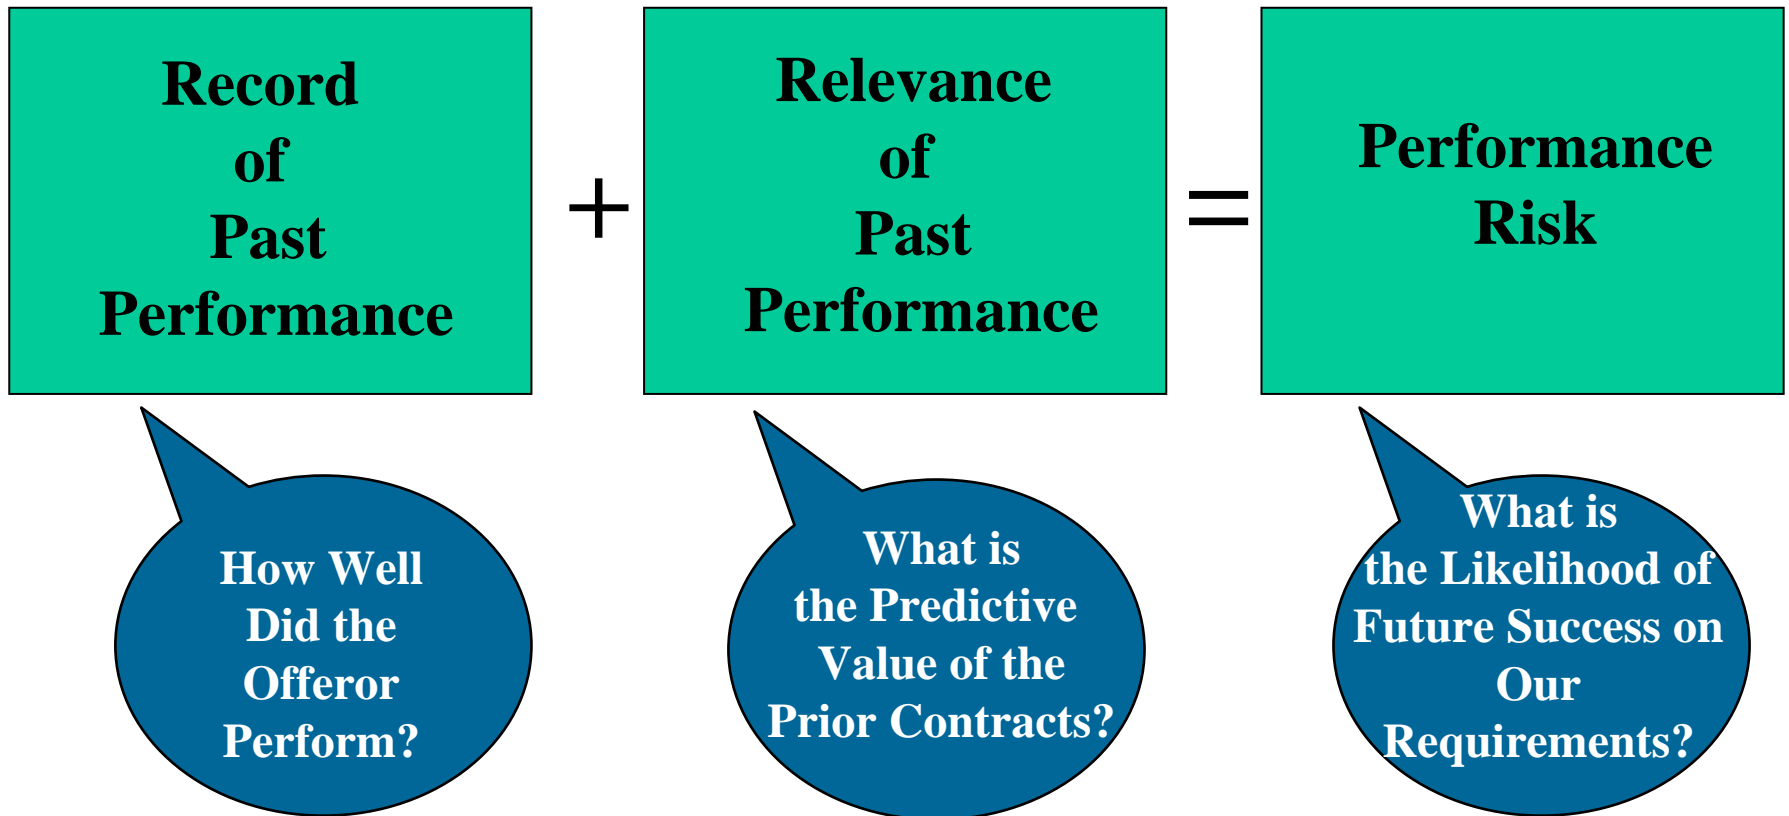 Record
of
Past
Performance
+
Relevance
of
Past
Performance
=
Performance
Risk
How Well
Did the
Offeror
Perform?
What is
the Predictive
Value of the
Prior Contracts?
What is
the Likelihood of
Future Success on
Our
Requirements?